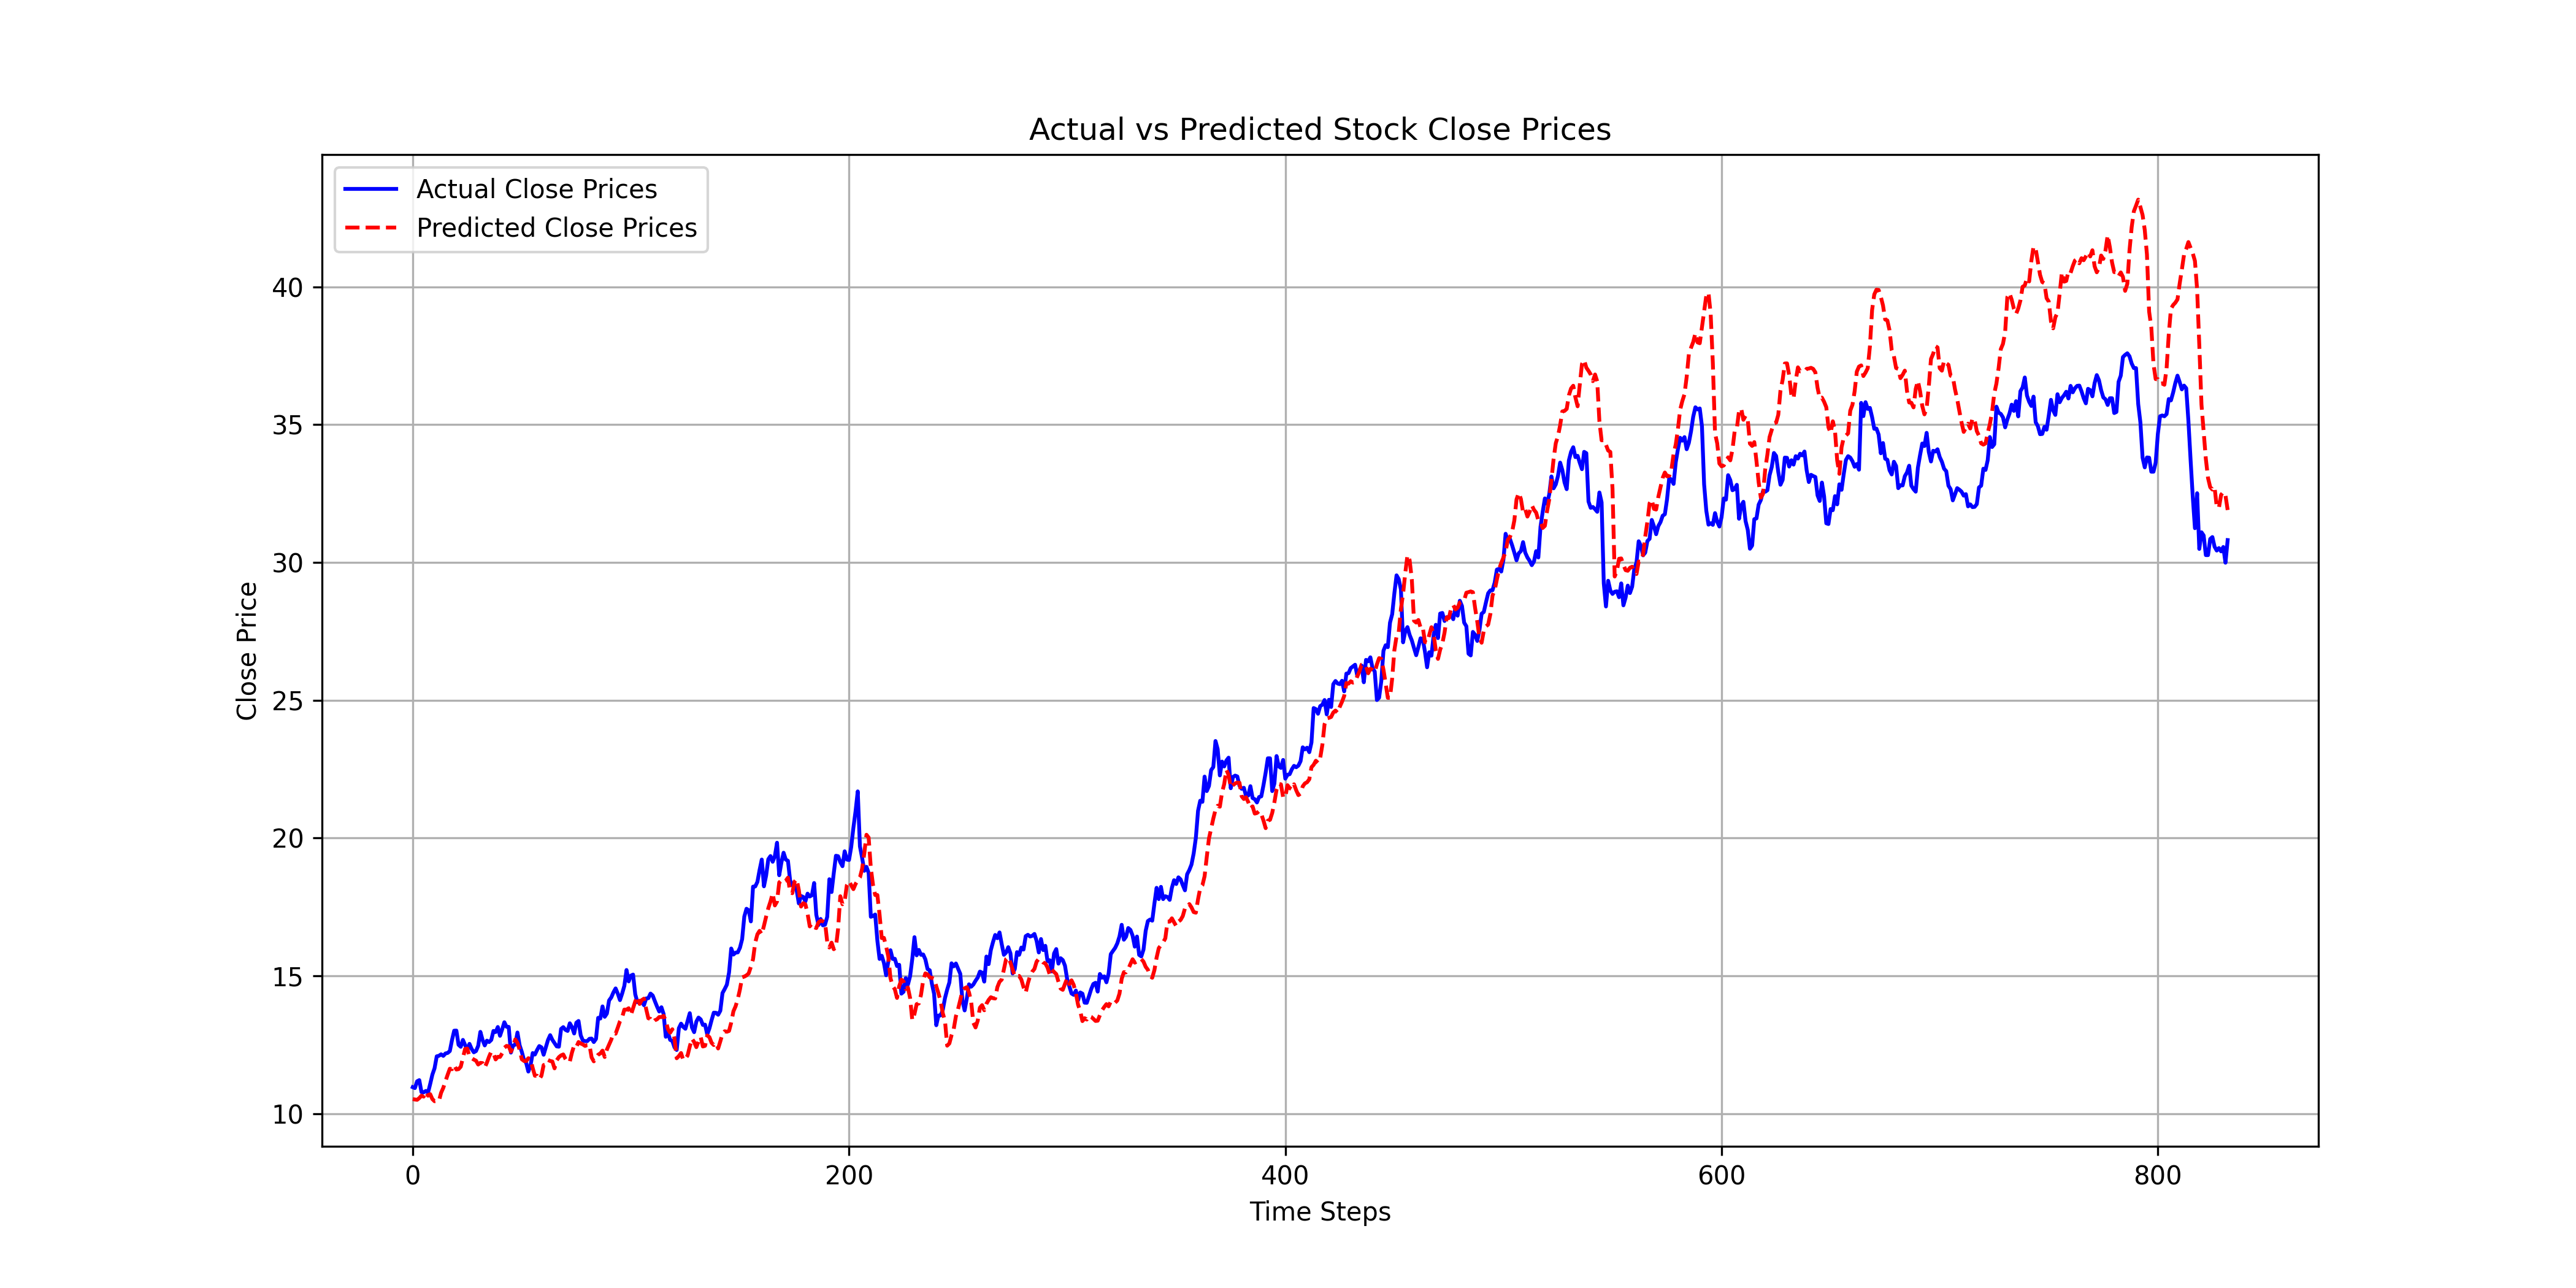 Actual vs Predicted Stock Close Prices
Actual Close Prices
Predicted Close Prices
40
35
30
25
20
15
10
Close Price
0 200 400 600 800
Time Steps